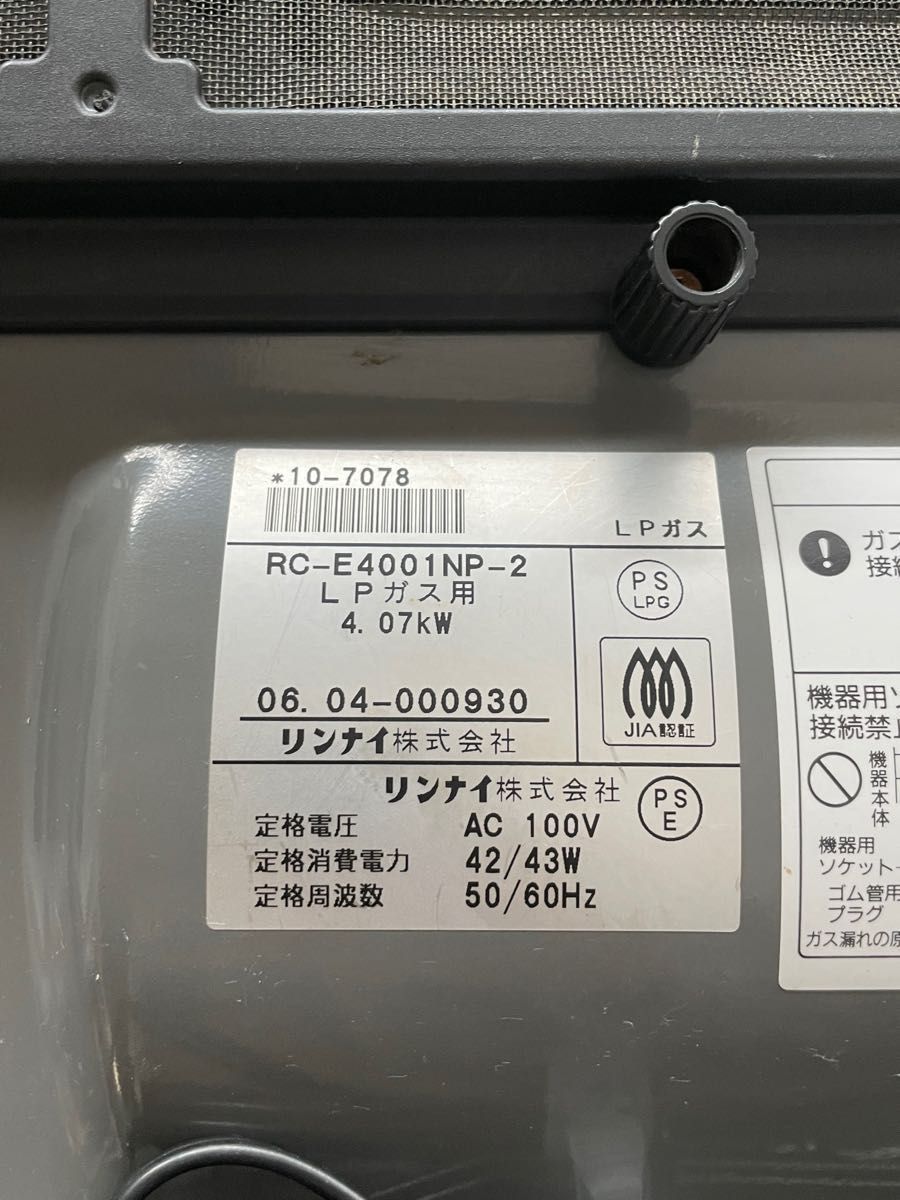 *10-7078
LPガス
RC-E4001NP-2
LPガス用
4.07kW
PS
LPG
JIA認証
06.04-000930
リンナイ株式会社
リンナイ株式会社
PS
E
定格電圧 AC 100V
定格消費電力 42/43W
定格周波数 50/60Hz
ガス
接続
機器用ソ
接続禁止
機器本体
機器用
ソケット
ゴム管用
プラグ
ガス漏れの原